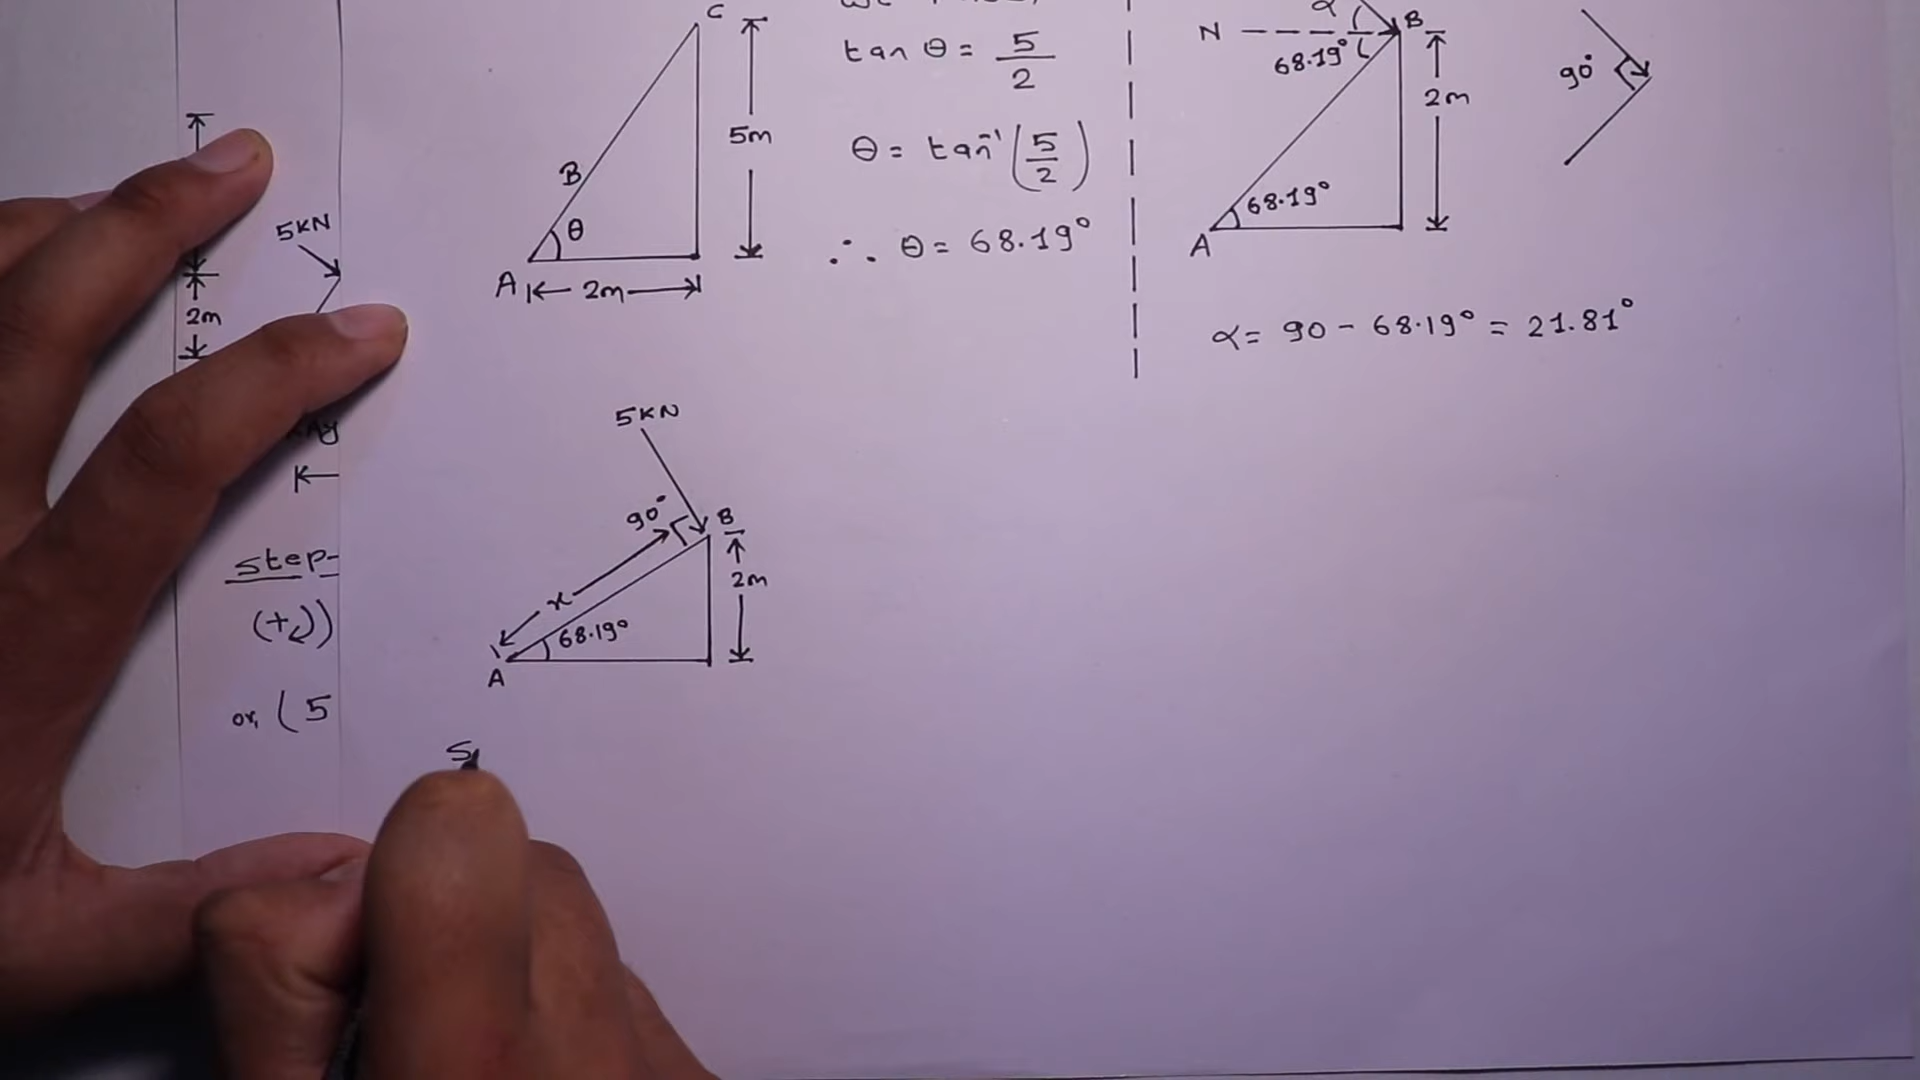 C
5m
B
θ
A
2m
tan θ = 5/2
θ = tan⁻¹ (5/2)
∴ θ = 68.19°
α
B
N
68.19°
2m
68.19°
A
90°
α = 90 - 68.19° = 21.81°
5KN
2m
step-
(+↻)
or, (5
5KN
90°
B
x
2m
68.19°
A